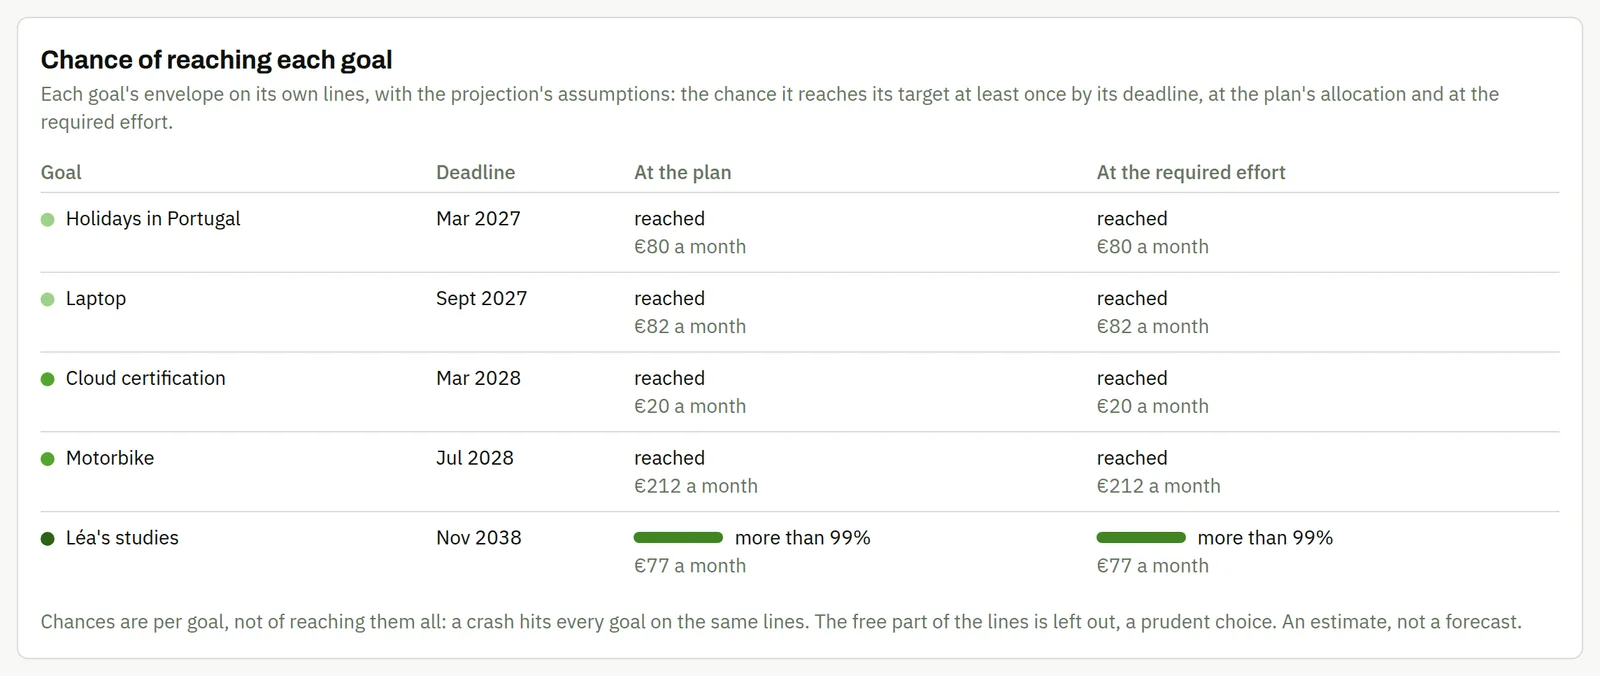 Chance of reaching each goal
Each goal's envelope on its own lines, with the projection's assumptions: the chance it reaches its target at least once by its deadline, at the plan's allocation and at the
required effort.
Goal Deadline At the plan At the required effort
Holidays in Portugal Mar 2027 reached reached
€80 a month €80 a month
Laptop Sept 2027 reached reached
€82 a month €82 a month
Cloud certification Mar 2028 reached reached
€20 a month €20 a month
Motorbike Jul 2028 reached reached
€212 a month €212 a month
Léa's studies Nov 2038 more than 99% more than 99%
€77 a month €77 a month
Chances are per goal, not of reaching them all: a crash hits every goal on the same lines. The free part of the lines is left out, a prudent choice. An estimate, not a forecast.